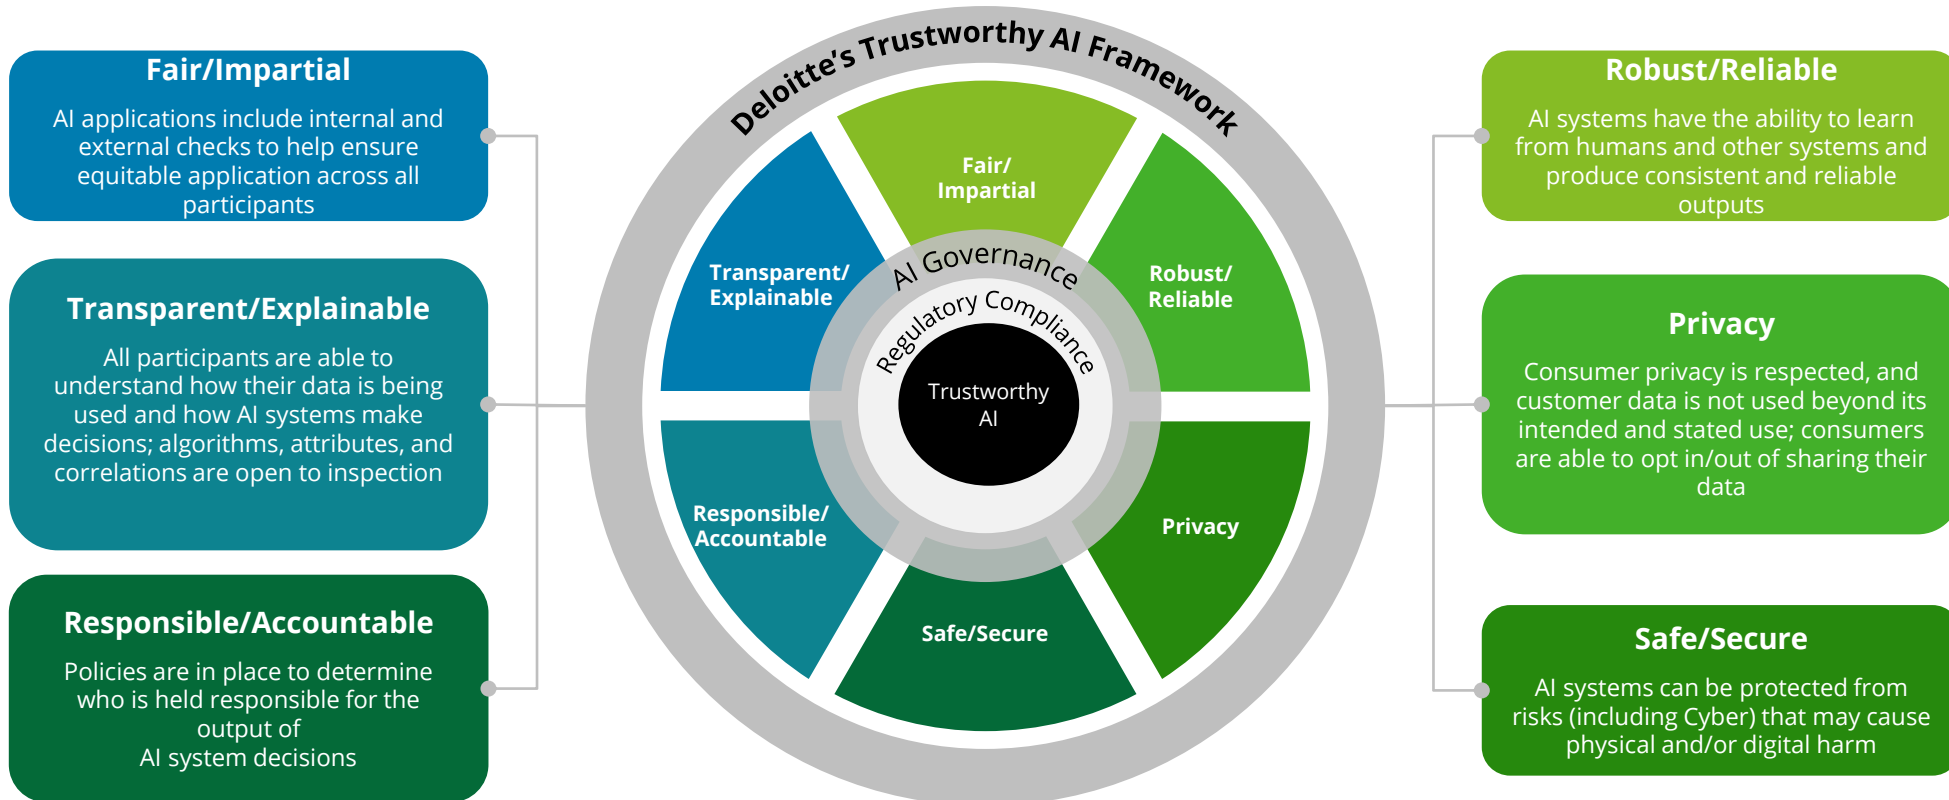 Deloitte’s Trustworthy AI Framework
Fair/Impartial
AI applications include internal and
external checks to help ensure
equitable application across all
participants
Transparent/Explainable
All participants are able to
understand how their data is being
used and how AI systems make
decisions; algorithms, attributes, and
correlations are open to inspection
Responsible/Accountable
Policies are in place to determine
who is held responsible for the
output of
AI system decisions
Fair/
Impartial
Transparent/
Explainable
Robust/
Reliable
AI Governance
Regulatory Compliance
Trustworthy
AI
Responsible/
Accountable
Privacy
Safe/Secure
Robust/Reliable
AI systems have the ability to learn
from humans and other systems and
produce consistent and reliable
outputs
Privacy
Consumer privacy is respected, and
customer data is not used beyond its
intended and stated use; consumers
are able to opt in/out of sharing their
data
Safe/Secure
AI systems can be protected from
risks (including Cyber) that may cause
physical and/or digital harm